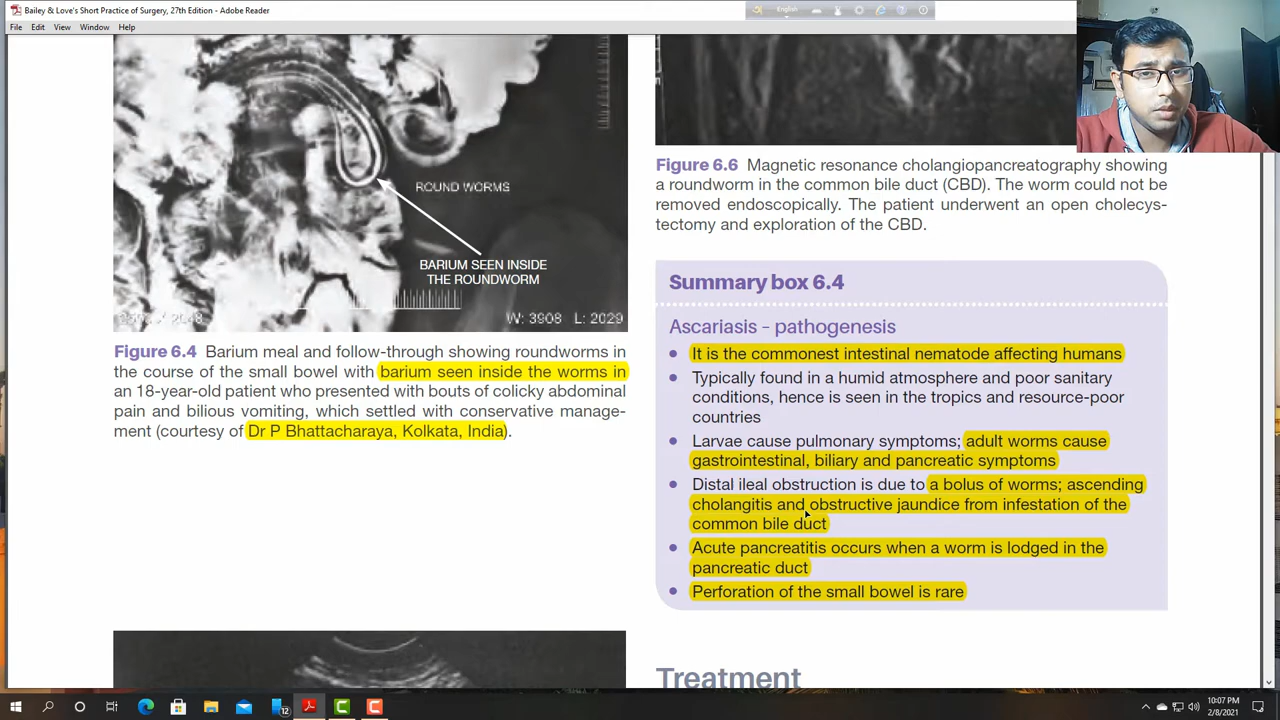 Bailey & Love's Short Practice of Surgery, 27th Edition - Adobe Reader
English
File Edit View Window Help
ROUND WORMS
BARIUM SEEN INSIDE
THE ROUNDWORM
W: 3908 L: 2029
Figure 6.4 Barium meal and follow-through showing roundworms in
the course of the small bowel with barium seen inside the worms in
an 18-year-old patient who presented with bouts of colicky abdominal
pain and bilious vomiting, which settled with conservative manage-
ment (courtesy of Dr P Bhattacharaya, Kolkata, India).
Figure 6.6 Magnetic resonance cholangiopancreatography showing
a roundworm in the common bile duct (CBD). The worm could not be
removed endoscopically. The patient underwent an open cholecys-
tectomy and exploration of the CBD.
Summary box 6.4
Ascariasis – pathogenesis
● It is the commonest intestinal nematode affecting humans
● Typically found in a humid atmosphere and poor sanitary
conditions, hence is seen in the tropics and resource-poor
countries
● Larvae cause pulmonary symptoms; adult worms cause
gastrointestinal, biliary and pancreatic symptoms
● Distal ileal obstruction is due to a bolus of worms; ascending
cholangitis and obstructive jaundice from infestation of the
common bile duct
● Acute pancreatitis occurs when a worm is lodged in the
pancreatic duct
● Perforation of the small bowel is rare
Treatment
12
10:07 PM
2/8/2021